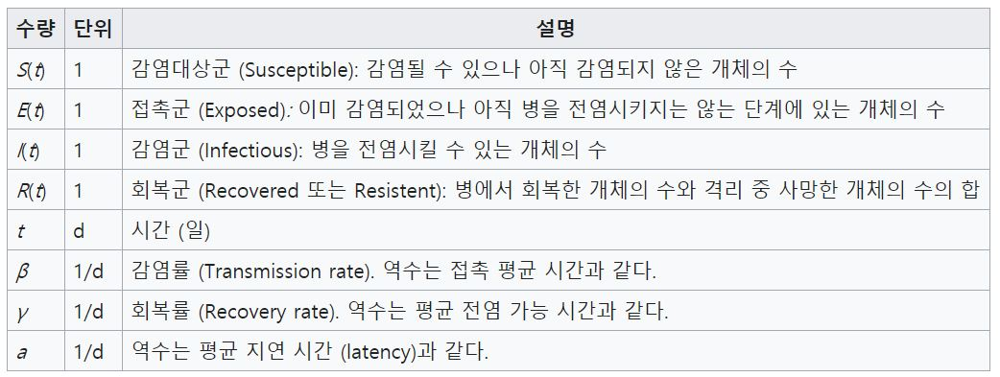 수량 단위 설명
S(t) 1 감염대상군 (Susceptible): 감염될 수 있으나 아직 감염되지 않은 개체의 수
E(t) 1 접촉군 (Exposed): 이미 감염되었으나 아직 병을 전염시키지는 않는 단계에 있는 개체의 수
I(t) 1 감염군 (Infectious): 병을 전염시킬 수 있는 개체의 수
R(t) 1 회복군 (Recovered 또는 Resistent): 병에서 회복한 개체의 수와 격리 중 사망한 개체의 수의 합
t d 시간 (일)
β 1/d 감염률 (Transmission rate). 역수는 접촉 평균 시간과 같다.
γ 1/d 회복률 (Recovery rate). 역수는 평균 전염 가능 시간과 같다.
a 1/d 역수는 평균 지연 시간 (latency)과 같다.